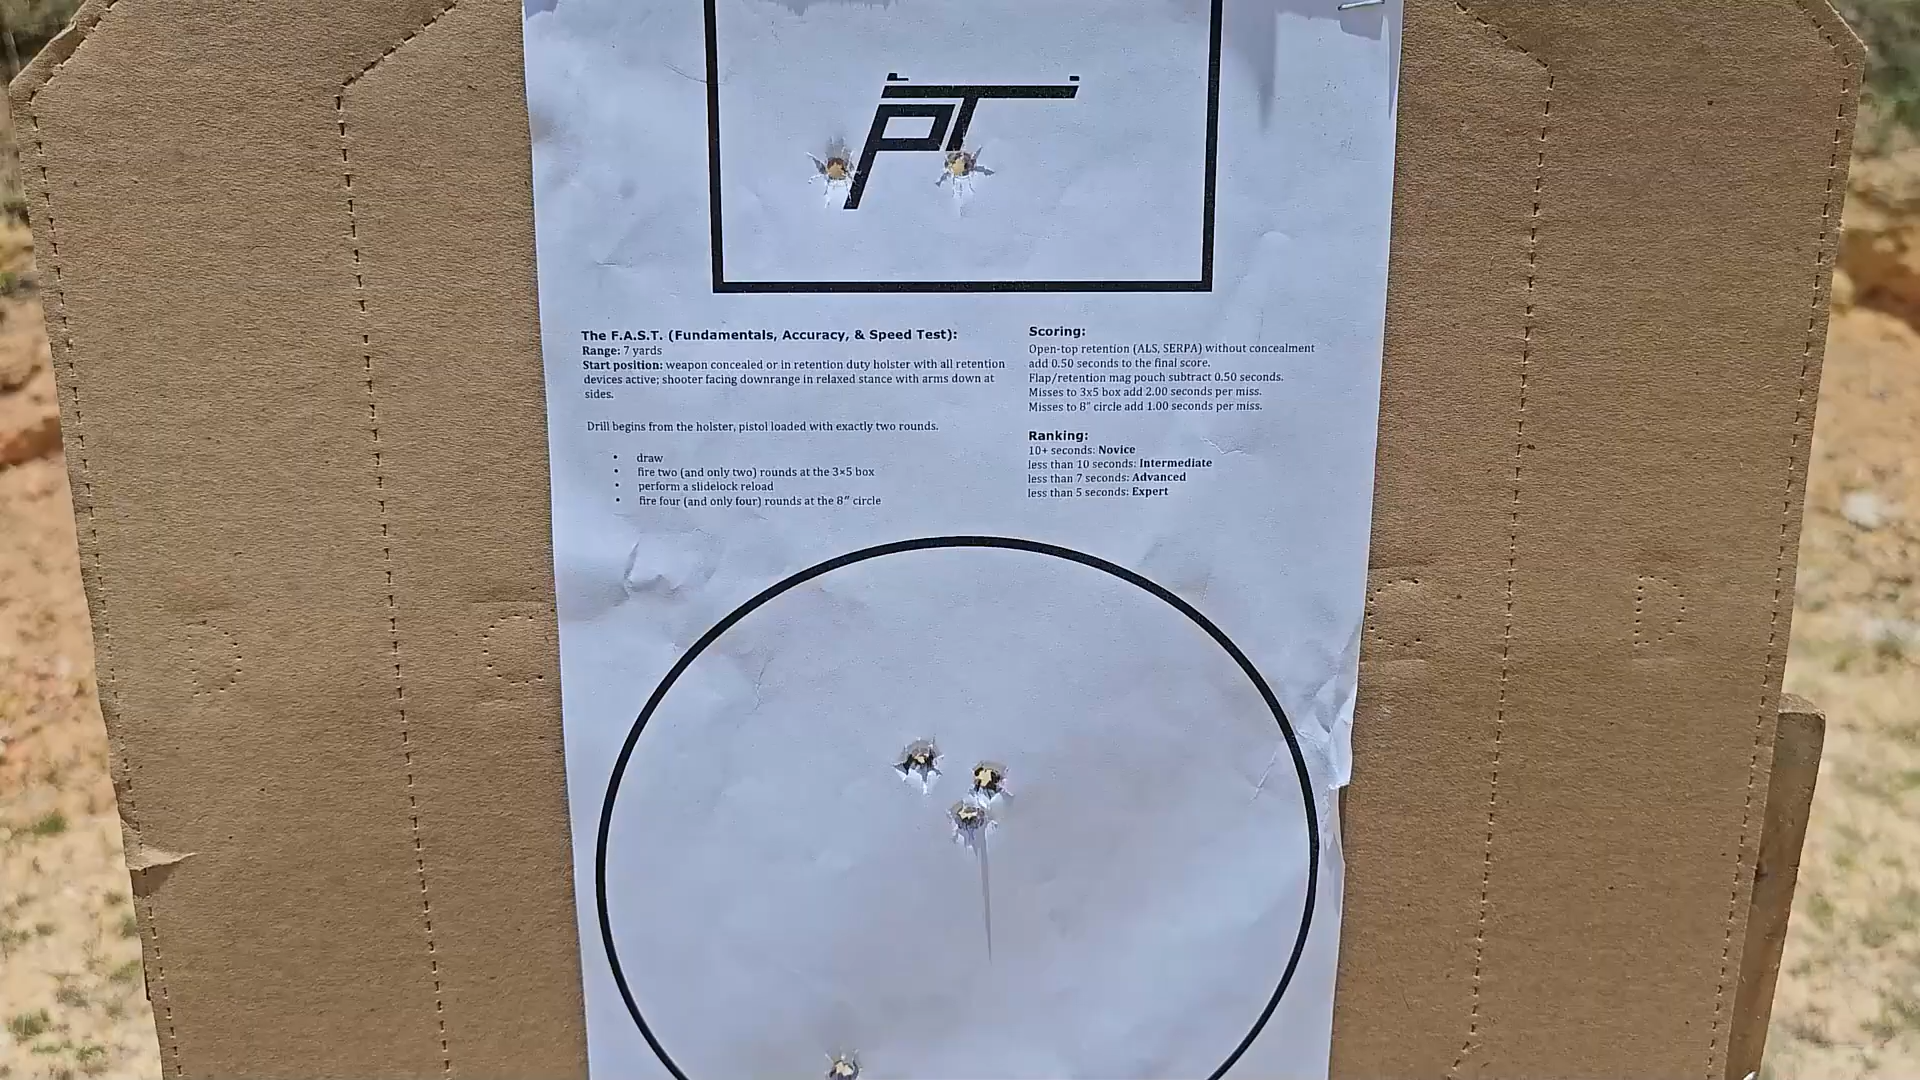 PT
The F.A.S.T. (Fundamentals, Accuracy, & Speed Test):
Range: 7 yards
Start position: weapon concealed or in retention duty holster with all retention
devices active; shooter facing downrange in relaxed stance with arms down at
sides.
Drill begins from the holster, pistol loaded with exactly two rounds.
• draw
• fire two (and only two) rounds at the 3×5 box
• perform a slidelock reload
• fire four (and only four) rounds at the 8” circle
Scoring:
Open-top retention (ALS, SERPA) without concealment
add 0.50 seconds to the final score.
Flap/retention mag pouch subtract 0.50 seconds.
Misses to 3x5 box add 2.00 seconds per miss.
Misses to 8" circle add 1.00 seconds per miss.
Ranking:
10+ seconds: Novice
less than 10 seconds: Intermediate
less than 7 seconds: Advanced
less than 5 seconds: Expert
D
C
C
D